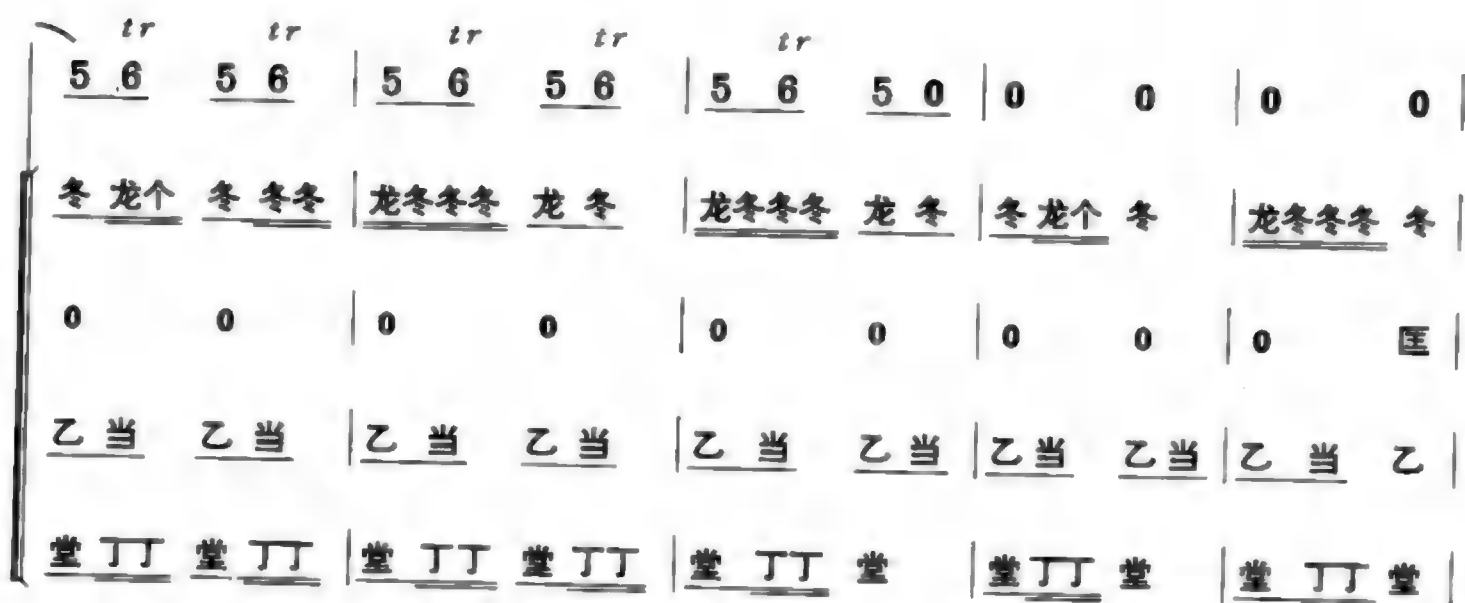 tr tr tr tr tr
5 6 5 6 | 5 6 5 6 | 5 6 5 0 | 0 0 | 0 0 |
冬 龙个 冬 冬冬 | 龙冬冬冬 龙 冬 | 龙冬冬冬 龙 冬 | 冬 龙个 冬 | 龙冬冬冬 冬 |
0 0 | 0 0 | 0 0 | 0 0 | 0 匡 |
乙 当 乙 当 | 乙 当 乙 当 | 乙 当 乙 当 | 乙 当 乙 当 | 乙 当 乙 |
堂 丁丁 堂 丁丁 | 堂 丁丁 堂 丁丁 | 堂 丁丁 堂 | 堂 丁丁 堂 | 堂 丁丁 堂 |